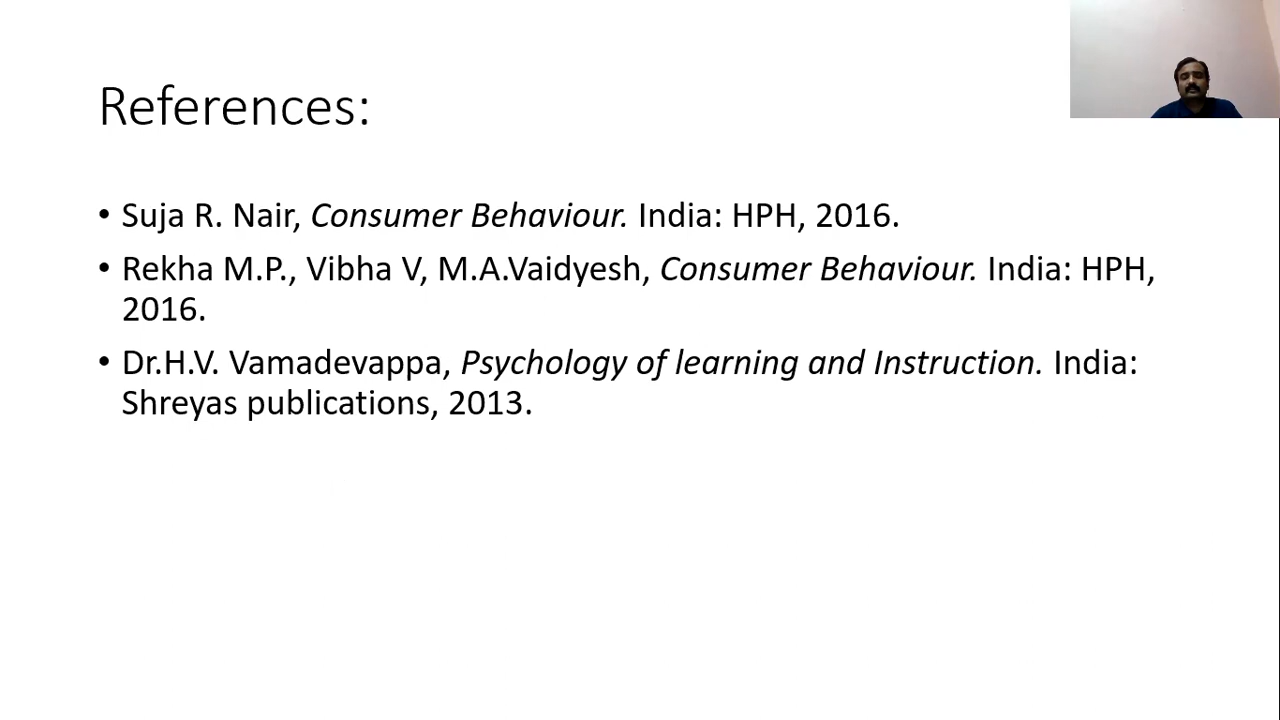 References:
• Suja R. Nair, Consumer Behaviour. India: HPH, 2016.
• Rekha M.P., Vibha V, M.A.Vaidyesh, Consumer Behaviour. India: HPH,
2016.
• Dr.H.V. Vamadevappa, Psychology of learning and Instruction. India:
Shreyas publications, 2013.